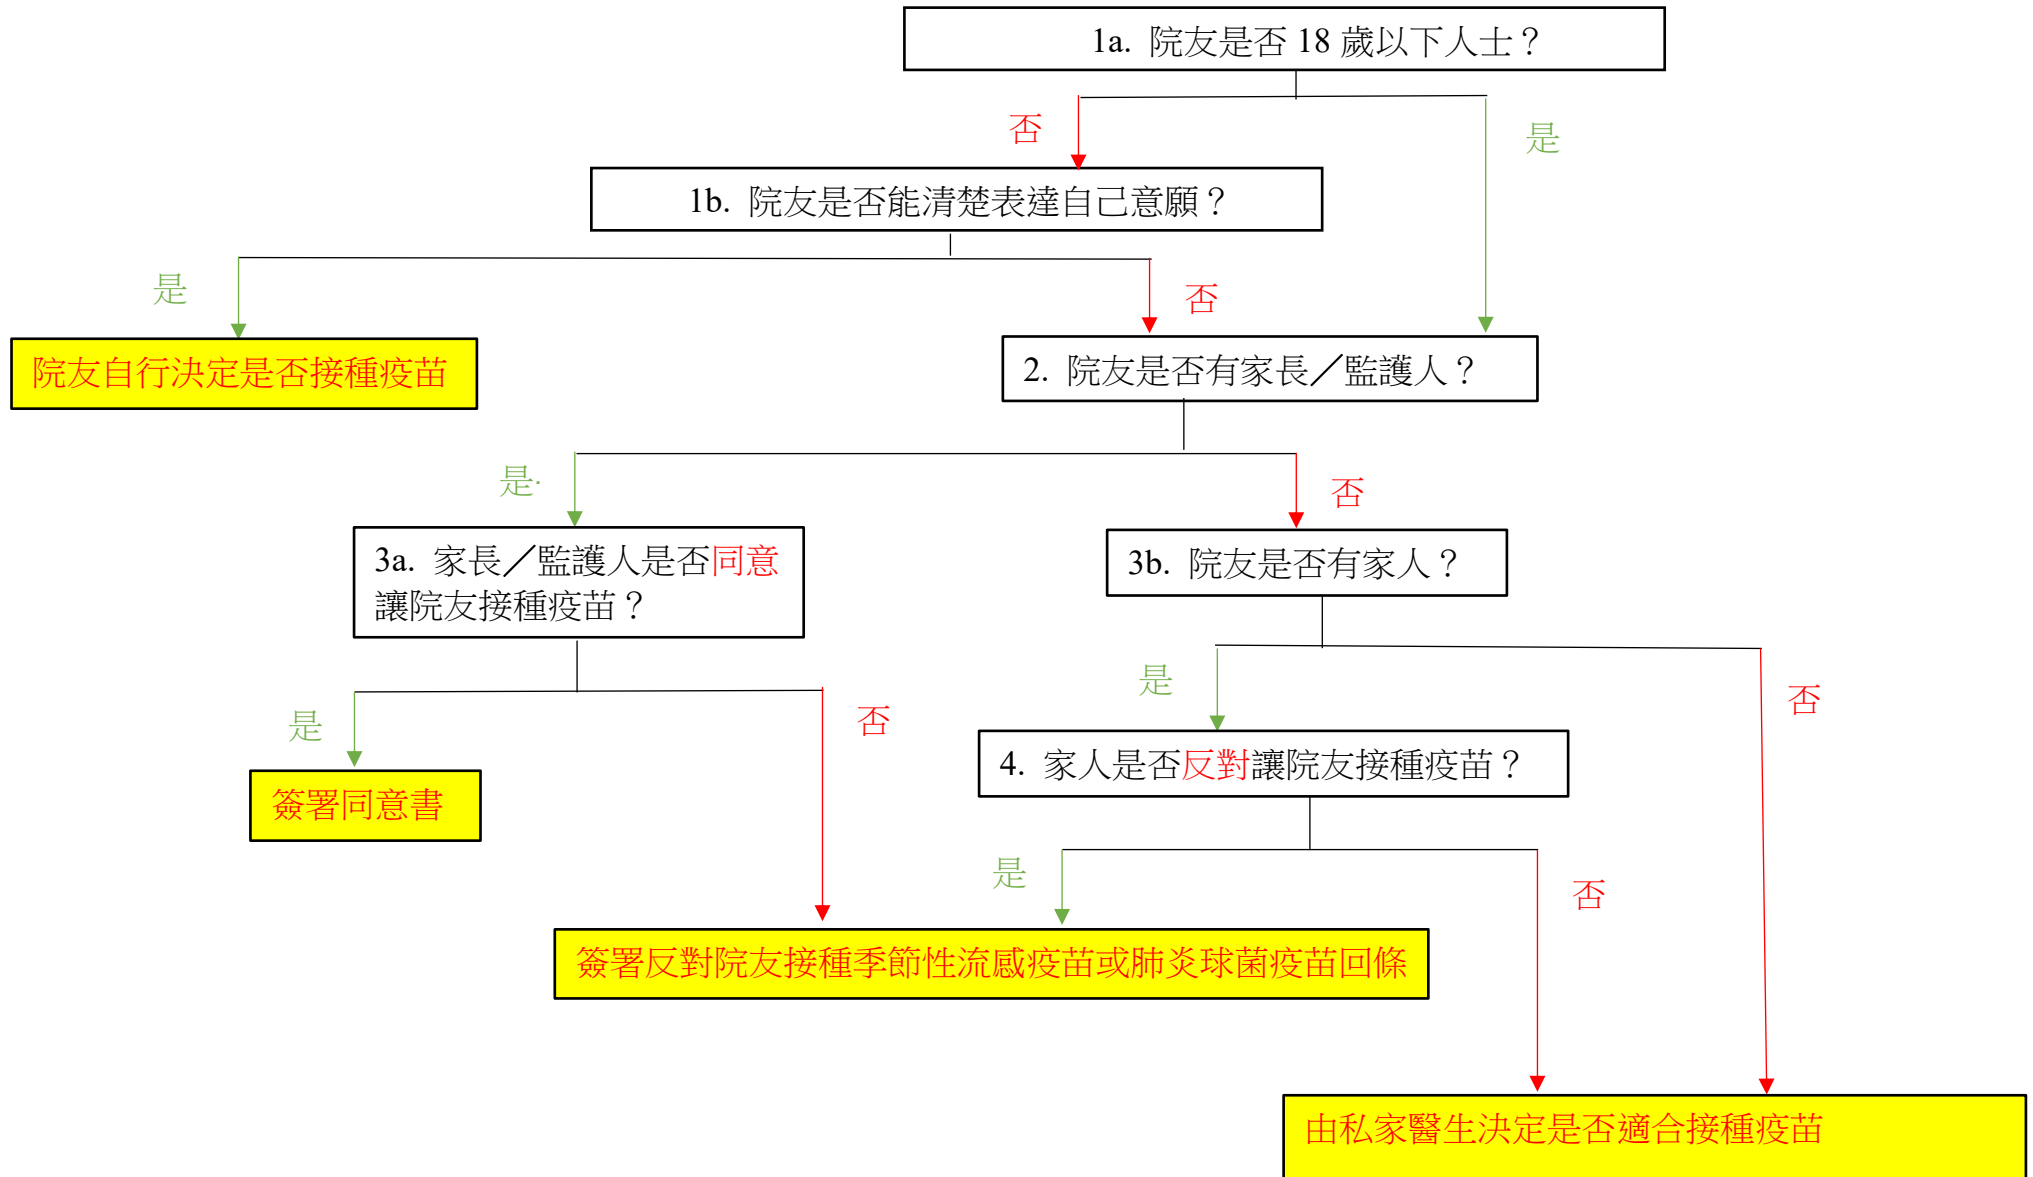 1a. 院友是否 18 歲以下人士？
否
是
1b. 院友是否能清楚表達自己意願？
是
否
院友自行決定是否接種疫苗
2. 院友是否有家長／監護人？
是.
否
3a. 家長／監護人是否同意
讓院友接種疫苗？
3b. 院友是否有家人？
是
否
是
否
4. 家人是否反對讓院友接種疫苗？
簽署同意書
是
否
簽署反對院友接種季節性流感疫苗或肺炎球菌疫苗回條
由私家醫生決定是否適合接種疫苗